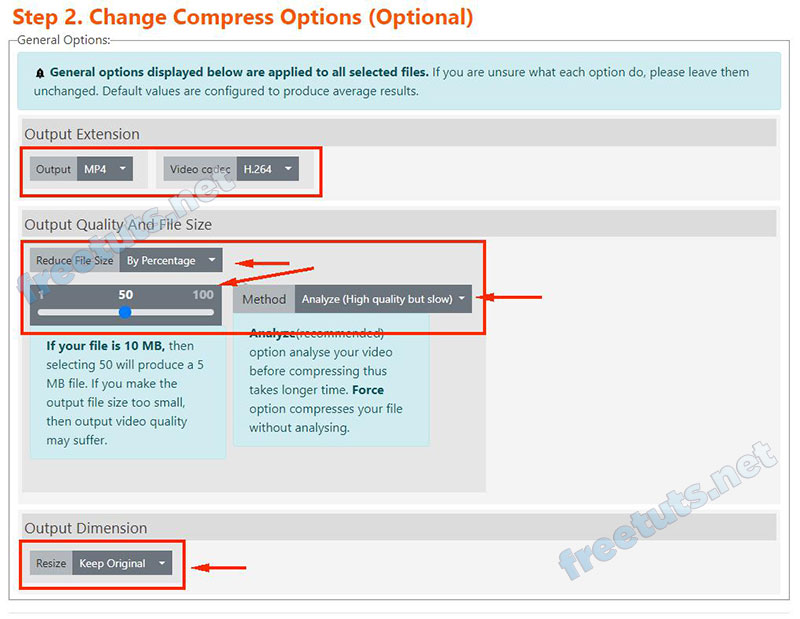 Step 2. Change Compress Options (Optional)
General Options:
General options displayed below are applied to all selected files. If you are unsure what each option do, please leave them
unchanged. Default values are configured to produce average results.
Output Extension
Output MP4 Video codec H.264
Output Quality And File Size
Reduce File Size By Percentage
1 50 100
Method Analyze (High quality but slow)
If your file is 10 MB, then
selecting 50 will produce a 5
MB file. If you make the
output file size too small,
then output video quality
may suffer.
Analyze(recommended)
option analyse your video
before compressing thus
takes longer time. Force
option compresses your file
without analysing.
Output Dimension
Resize Keep Original
freetuts.net
freetuts.net